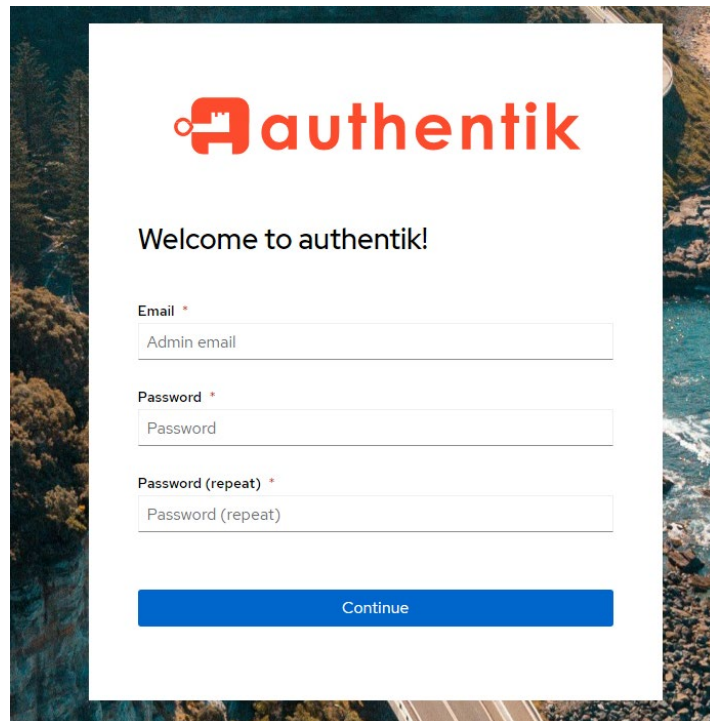 authentik
Welcome to authentik!
Email *
Admin email
Password *
Password
Password (repeat) *
Password (repeat)
Continue